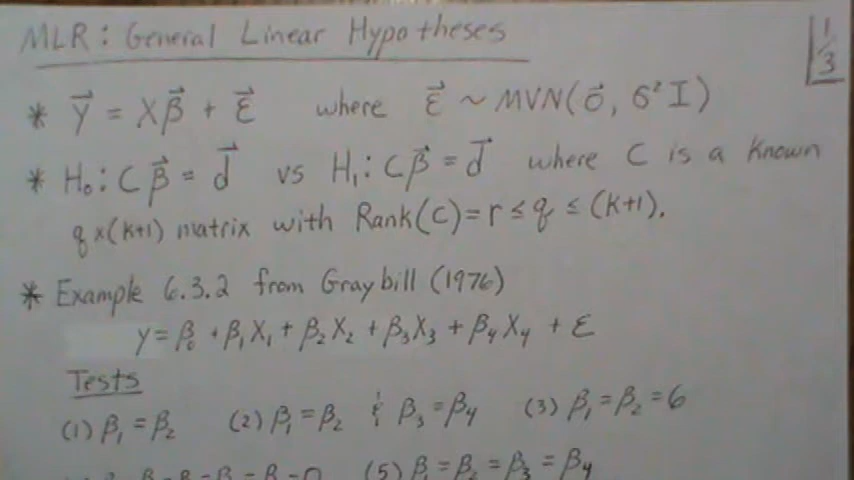 MLR: General Linear Hypotheses
1/3
* Y⃗ = Xβ⃗ + ε⃗ where ε⃗ ~ MVN(0⃗, σ²I)
* H₀: Cβ⃗ = d⃗ vs H₁: Cβ⃗ = d⃗ where C is a known
q×(k+1) matrix with Rank(C)=r≤q≤(k+1).
* Example 6.3.2 from Graybill (1976)
y = β₀ + β₁X₁ + β₂X₂ + β₃X₃ + β₄X₄ + ε
Tests
(1) β₁ = β₂ (2) β₁ = β₂ & β₃ = β₄ (3) β₁ = β₂ = 6
(5) β₁ = β₂ = β₃ = β₄